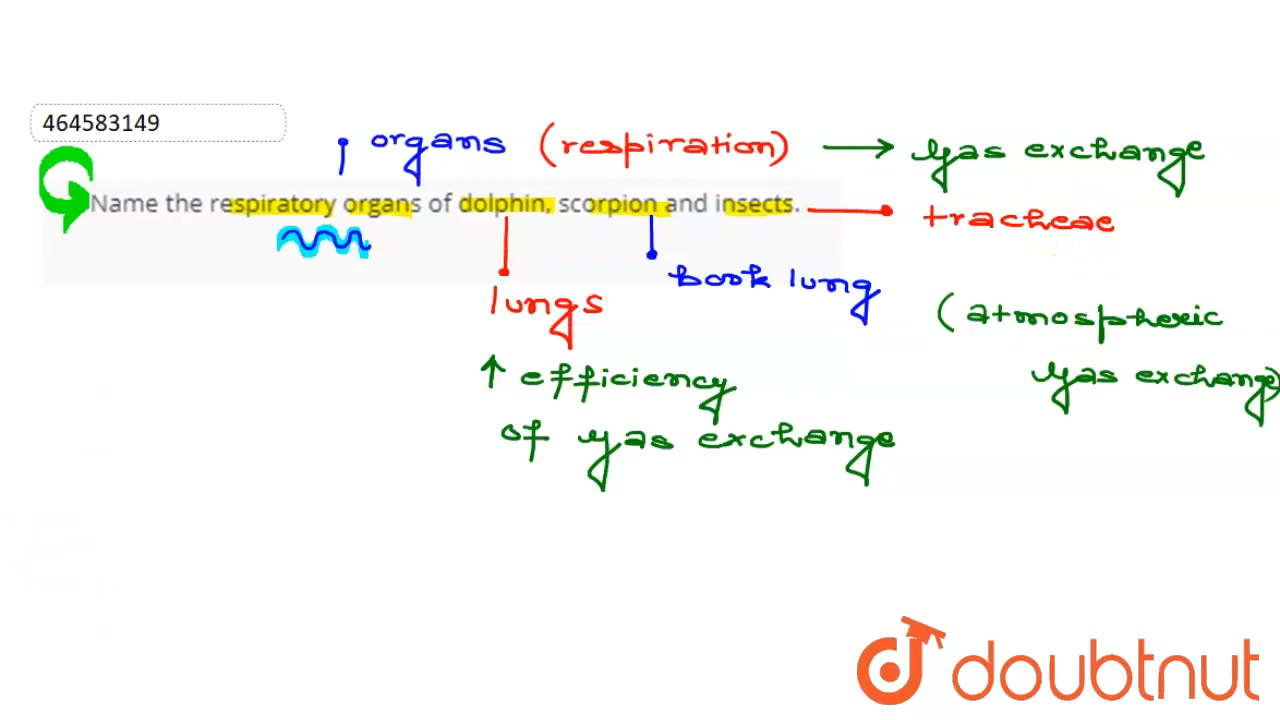 464583149
organs (respiration) → gas exchange
Name the respiratory organs of dolphin, scorpion and insects.
tracheae
book lung
lungs
(atmospheric
gas exchange)
↑ efficiency
of gas exchange
doubtnut